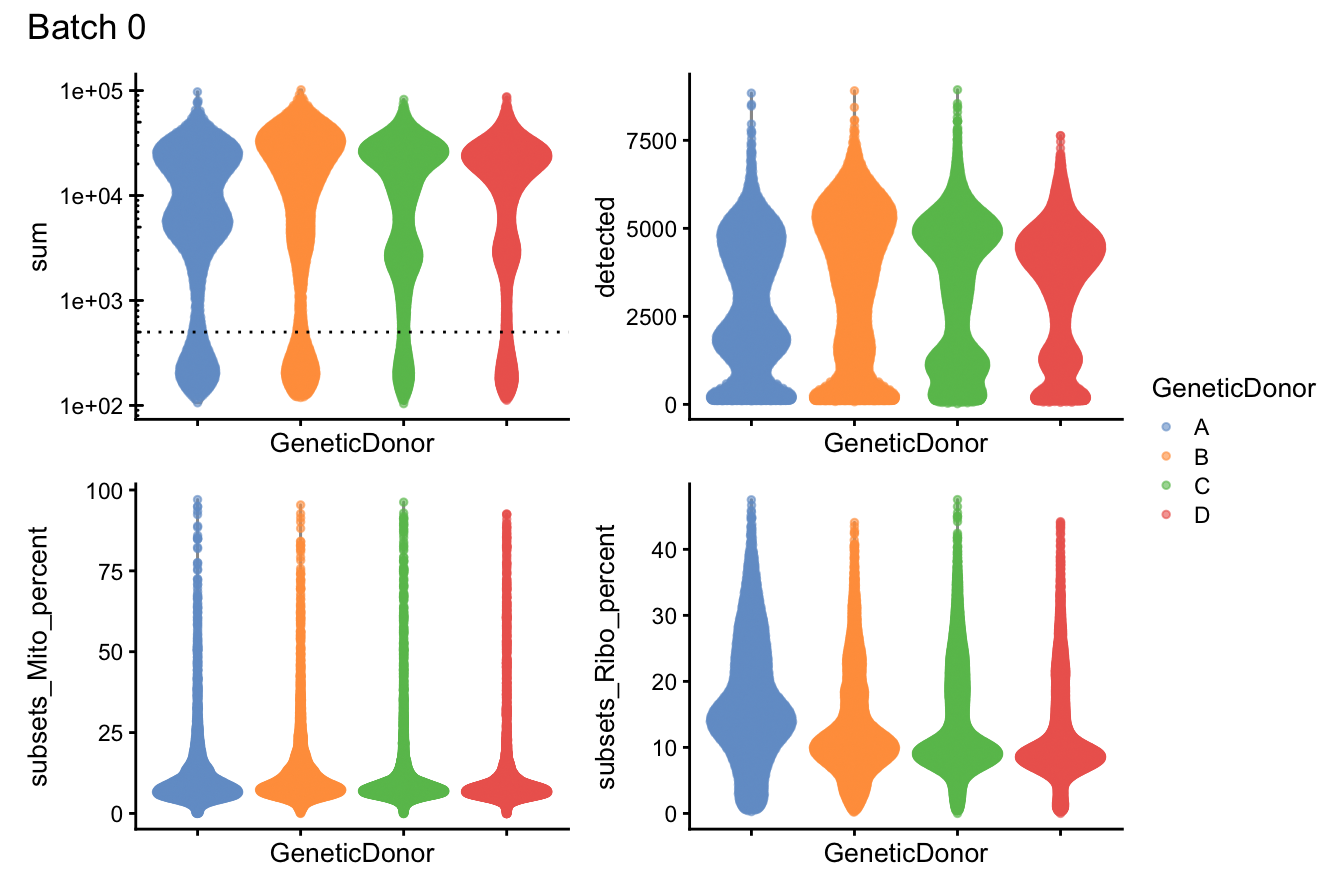 Batch 0
1e+05
1e+04
1e+03
1e+02
sum
GeneticDonor
7500
5000
2500
0
detected
GeneticDonor
100
75
50
25
0
subsets_Mito_percent
GeneticDonor
40
30
20
10
0
subsets_Ribo_percent
GeneticDonor
GeneticDonor
A
B
C
D